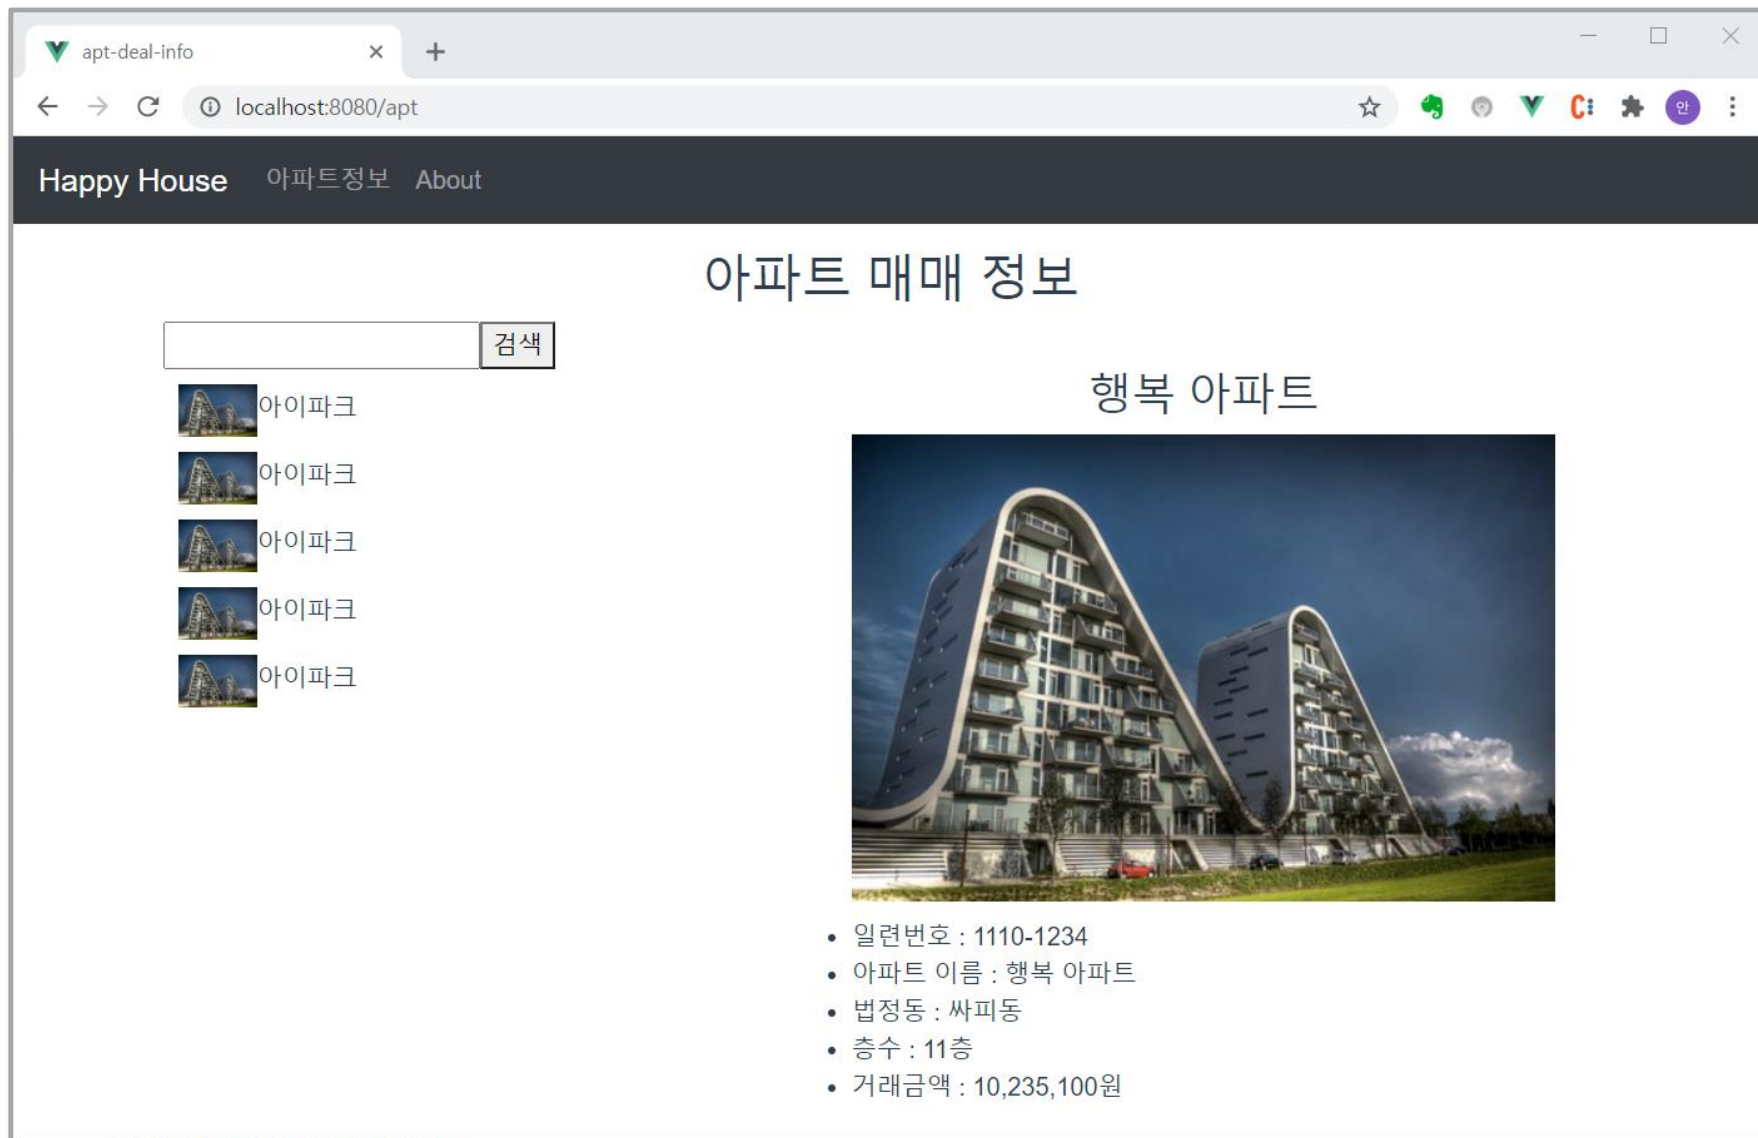 apt-deal-info
localhost:8080/apt
안
Happy House 아파트정보 About
아파트 매매 정보
검색
아이파크
아이파크
아이파크
아이파크
아이파크
행복 아파트
• 일련번호 : 1110-1234
• 아파트 이름 : 행복 아파트
• 법정동 : 싸피동
• 층수 : 11층
• 거래금액 : 10,235,100원